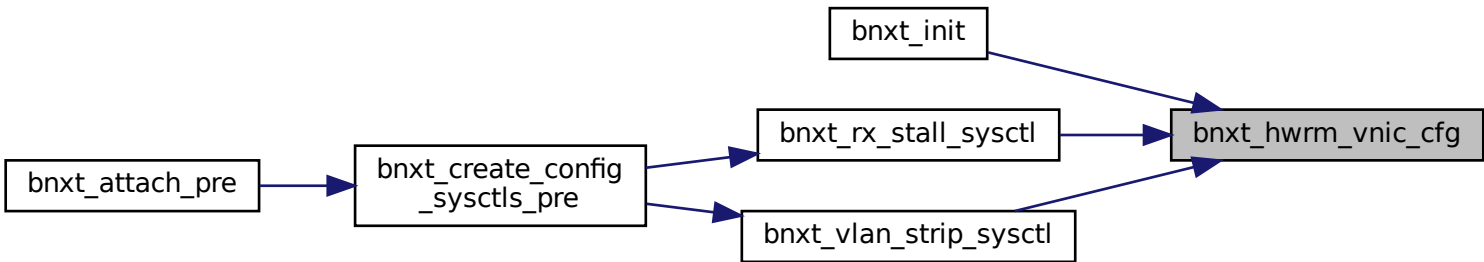 bnxt_init
bnxt_rx_stall_sysctl
bnxt_hwrm_vnic_cfg
bnxt_create_config
_sysctls_pre
bnxt_attach_pre
bnxt_vlan_strip_sysctl